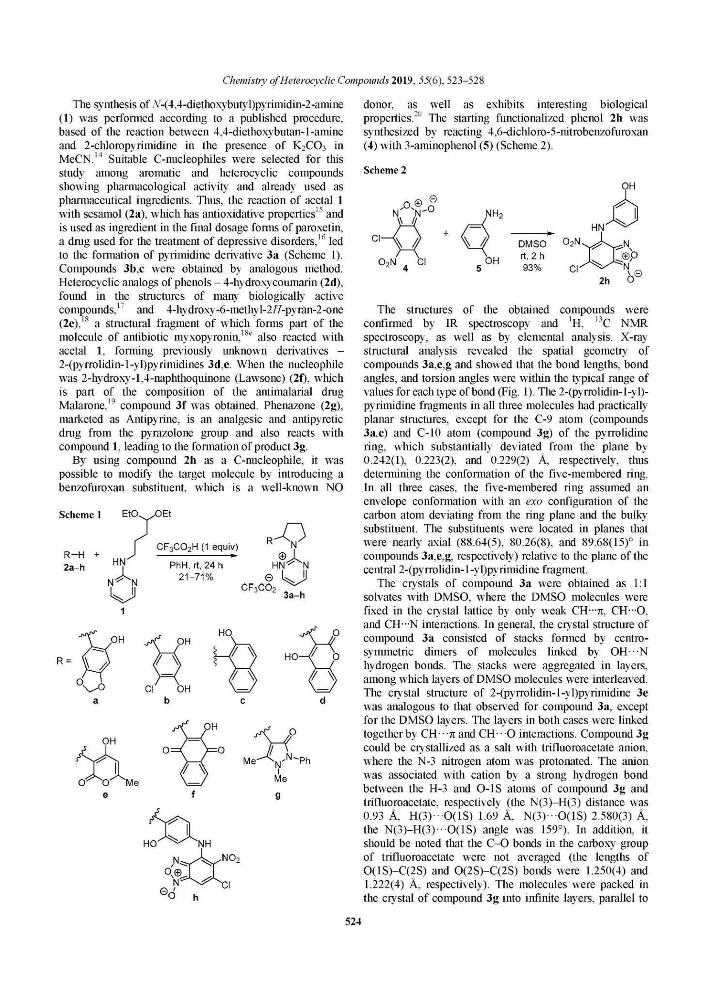 Chemistry of Heterocyclic Compounds 2019, 55(6), 523–528
The synthesis of N-(4,4-diethoxybutyl)pyrimidin-2-amine
(1) was performed according to a published procedure,
based of the reaction between 4,4-diethoxybutan-1-amine
and 2-chloropyrimidine in the presence of K₂CO₃ in
MeCN.¹⁴ Suitable C-nucleophiles were selected for this
study among aromatic and heterocyclic compounds
showing pharmacological activity and already used as
pharmaceutical ingredients. Thus, the reaction of acetal 1
with sesamol (2a), which has antioxidative properties¹⁵ and
is used as ingredient in the final dosage forms of paroxetin,
a drug used for the treatment of depressive disorders,¹⁶ led
to the formation of pyrimidine derivative 3a (Scheme 1).
Compounds 3b,c were obtained by analogous method.
Heterocyclic analogs of phenols – 4-hydroxycoumarin (2d),
found in the structures of many biologically active
compounds,¹⁷ and 4-hydroxy-6-methyl-2H-pyran-2-one
(2e),¹⁸ a structural fragment of which forms part of the
molecule of antibiotic myxopyronin,¹⁸ᵉ also reacted with
acetal 1, forming previously unknown derivatives –
2-(pyrrolidin-1-yl)pyrimidines 3d,e. When the nucleophile
was 2-hydroxy-1,4-naphthoquinone (Lawsone) (2f), which
is part of the composition of the antimalarial drug
Malarone,¹⁹ compound 3f was obtained. Phenazone (2g),
marketed as Antipyrine, is an analgesic and antipyretic
drug from the pyrazolone group and also reacts with
compound 1, leading to the formation of product 3g.
By using compound 2h as a C-nucleophile, it was
possible to modify the target molecule by introducing a
benzofuroxan substituent, which is a well-known NO
Scheme 1
EtO OEt
R–H +
2a–h
HN
N N
1
CF₃CO₂H (1 equiv)
PhH, rt, 24 h
21–71%
R
N
⊕
HN N
⊖
CF₃CO₂
3a–h
R =
OH
O
O
a
OH
Cl OH
b
HO
c
O
HO O
d
OH
O O Me
e
OH
O O
f
O
Me N N–Ph
Me
g
HO NH
N NO₂
O ⊕
N Cl
⊖ O
h
donor, as well as exhibits interesting biological
properties.²⁰ The starting functionalized phenol 2h was
synthesized by reacting 4,6-dichloro-5-nitrobenzofuroxan
(4) with 3-aminophenol (5) (Scheme 2).
Scheme 2
O ⊕ ⊖
N N–O
Cl
O₂N Cl
4
+
NH₂
OH
5
DMSO
rt, 2 h
93%
OH
HN
O₂N N
⊕ O
Cl N
O ⊖
2h
The structures of the obtained compounds were
confirmed by IR spectroscopy and ¹H, ¹³C NMR
spectroscopy, as well as by elemental analysis. X-ray
structural analysis revealed the spatial geometry of
compounds 3a,e,g and showed that the bond lengths, bond
angles, and torsion angles were within the typical range of
values for each type of bond (Fig. 1). The 2-(pyrrolidin-1-yl)-
pyrimidine fragments in all three molecules had practically
planar structures, except for the C-9 atom (compounds
3a,e) and C-10 atom (compound 3g) of the pyrrolidine
ring, which substantially deviated from the plane by
0.242(1), 0.223(2), and 0.229(2) Å, respectively, thus
determining the conformation of the five-membered ring.
In all three cases, the five-membered ring assumed an
envelope conformation with an exo configuration of the
carbon atom deviating from the ring plane and the bulky
substituent. The substituents were located in planes that
were nearly axial (88.64(5), 80.26(8), and 89.68(15)° in
compounds 3a,e,g, respectively) relative to the plane of the
central 2-(pyrrolidin-1-yl)pyrimidine fragment.
The crystals of compound 3a were obtained as 1:1
solvates with DMSO, where the DMSO molecules were
fixed in the crystal lattice by only weak CH···π, CH···O,
and CH···N interactions. In general, the crystal structure of
compound 3a consisted of stacks formed by centro-
symmetric dimers of molecules linked by OH···N
hydrogen bonds. The stacks were aggregated in layers,
among which layers of DMSO molecules were interleaved.
The crystal structure of 2-(pyrrolidin-1-yl)pyrimidine 3e
was analogous to that observed for compound 3a, except
for the DMSO layers. The layers in both cases were linked
together by CH···π and CH···O interactions. Compound 3g
could be crystallized as a salt with trifluoroacetate anion,
where the N-3 nitrogen atom was protonated. The anion
was associated with cation by a strong hydrogen bond
between the H-3 and O-1S atoms of compound 3g and
trifluoroacetate, respectively (the N(3)–H(3) distance was
0.93 Å, H(3)···O(1S) 1.69 Å, N(3)···O(1S) 2.580(3) Å,
the N(3)–H(3)···O(1S) angle was 159°). In addition, it
should be noted that the C–O bonds in the carboxy group
of trifluoroacetate were not averaged (the lengths of
O(1S)–C(2S) and O(2S)–C(2S) bonds were 1.250(4) and
1.222(4) Å, respectively). The molecules were packed in
the crystal of compound 3g into infinite layers, parallel to
524